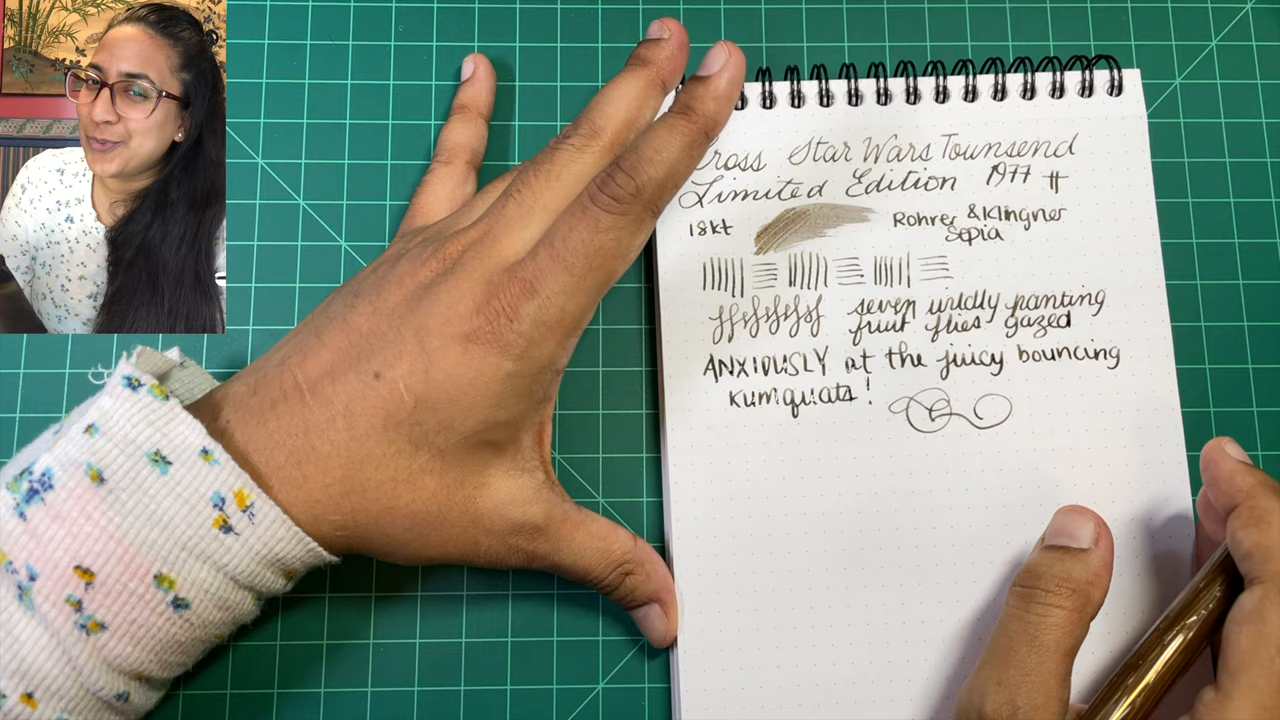 Cross Star Wars Townsend
Limited Edition 1977 #
18kt Rohrer & Klingner
Sepia
seven wildly panting
fruit flies gazed
ANXIOUSLY at the juicy bouncing
kumquats!